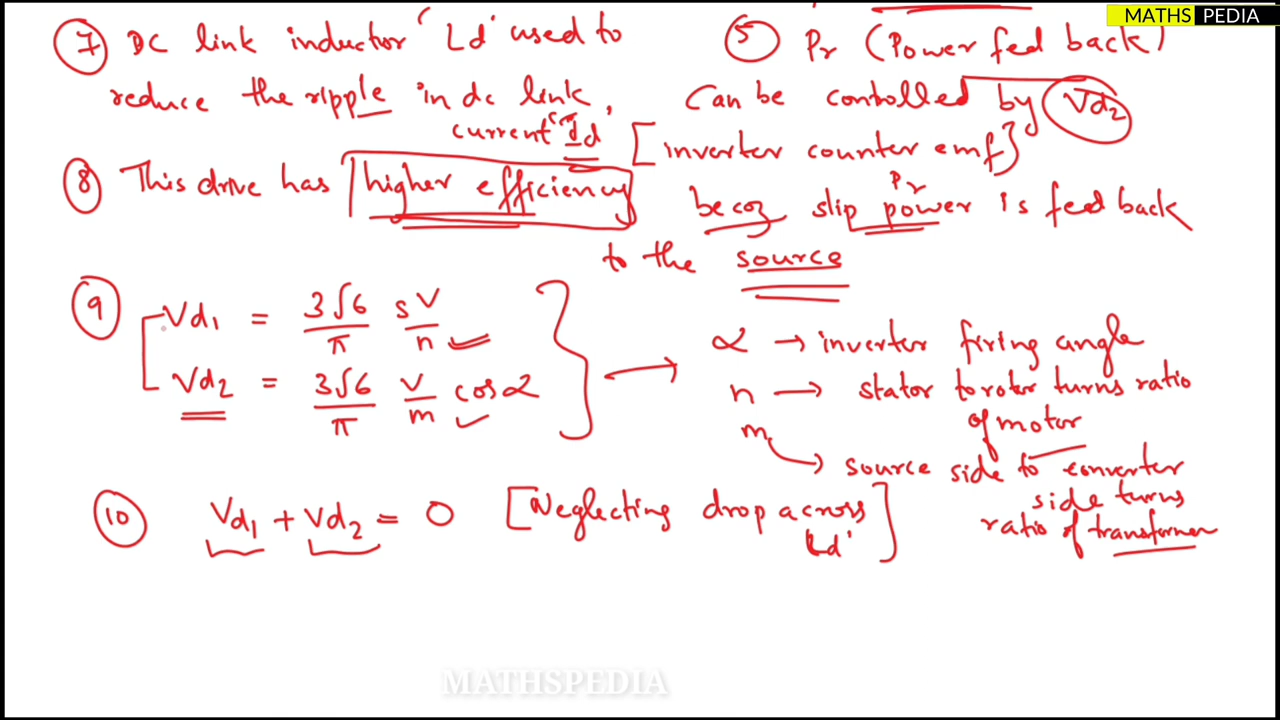 MATHS PEDIA
(7) DC link inductor 'Ld' used to
reduce the ripple in dc link,
current 'Id'
(5) Pr (Power fed back)
Can be controlled by Vd2
[inverter counter emf]
(8) This drive has higher efficiency
becoz slip power is feed back
Pr
to the source
(9) Vd1 = 3√6/π sV/n
Vd2 = 3√6/π V/m cosα
α → inverter firing angle
n → stator to rotor turns ratio
of motor
m → source side to converter
side turns
ratio of transformer
(10) Vd1 + Vd2 = 0 [Neglecting drop across
Ld']
MATHSPEDIA